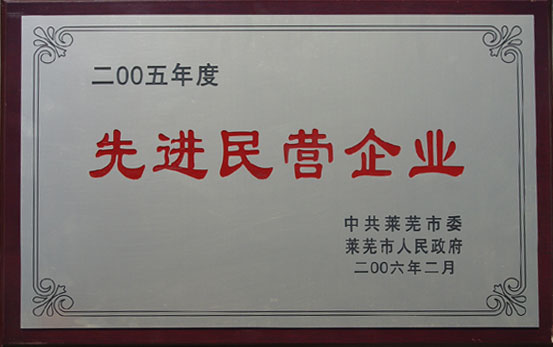 二00五年度
先进民营企业
中共莱芜市委
莱芜市人民政府
二00六年二月